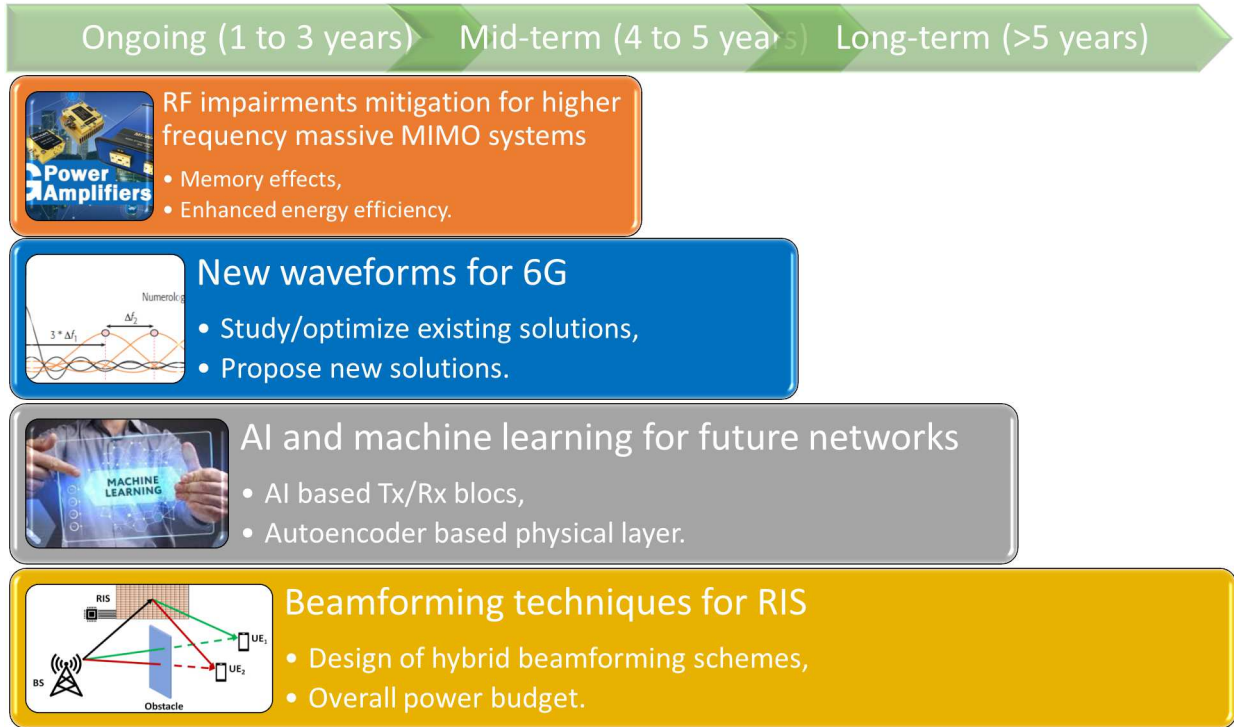 Ongoing (1 to 3 years) Mid-term (4 to 5 years) Long-term (>5 years)
RF impairments mitigation for higher
frequency massive MIMO systems
• Memory effects,
• Enhanced energy efficiency.
G Power
Amplifiers
New waveforms for 6G
• Study/optimize existing solutions,
• Propose new solutions.
Numerolog
Δf2
3 * Δf1
AI and machine learning for future networks
• AI based Tx/Rx blocs,
• Autoencoder based physical layer.
MACHINE
LEARNING
Beamforming techniques for RIS
• Design of hybrid beamforming schemes,
• Overall power budget.
RIS
UE1
UE2
BS
Obstacle